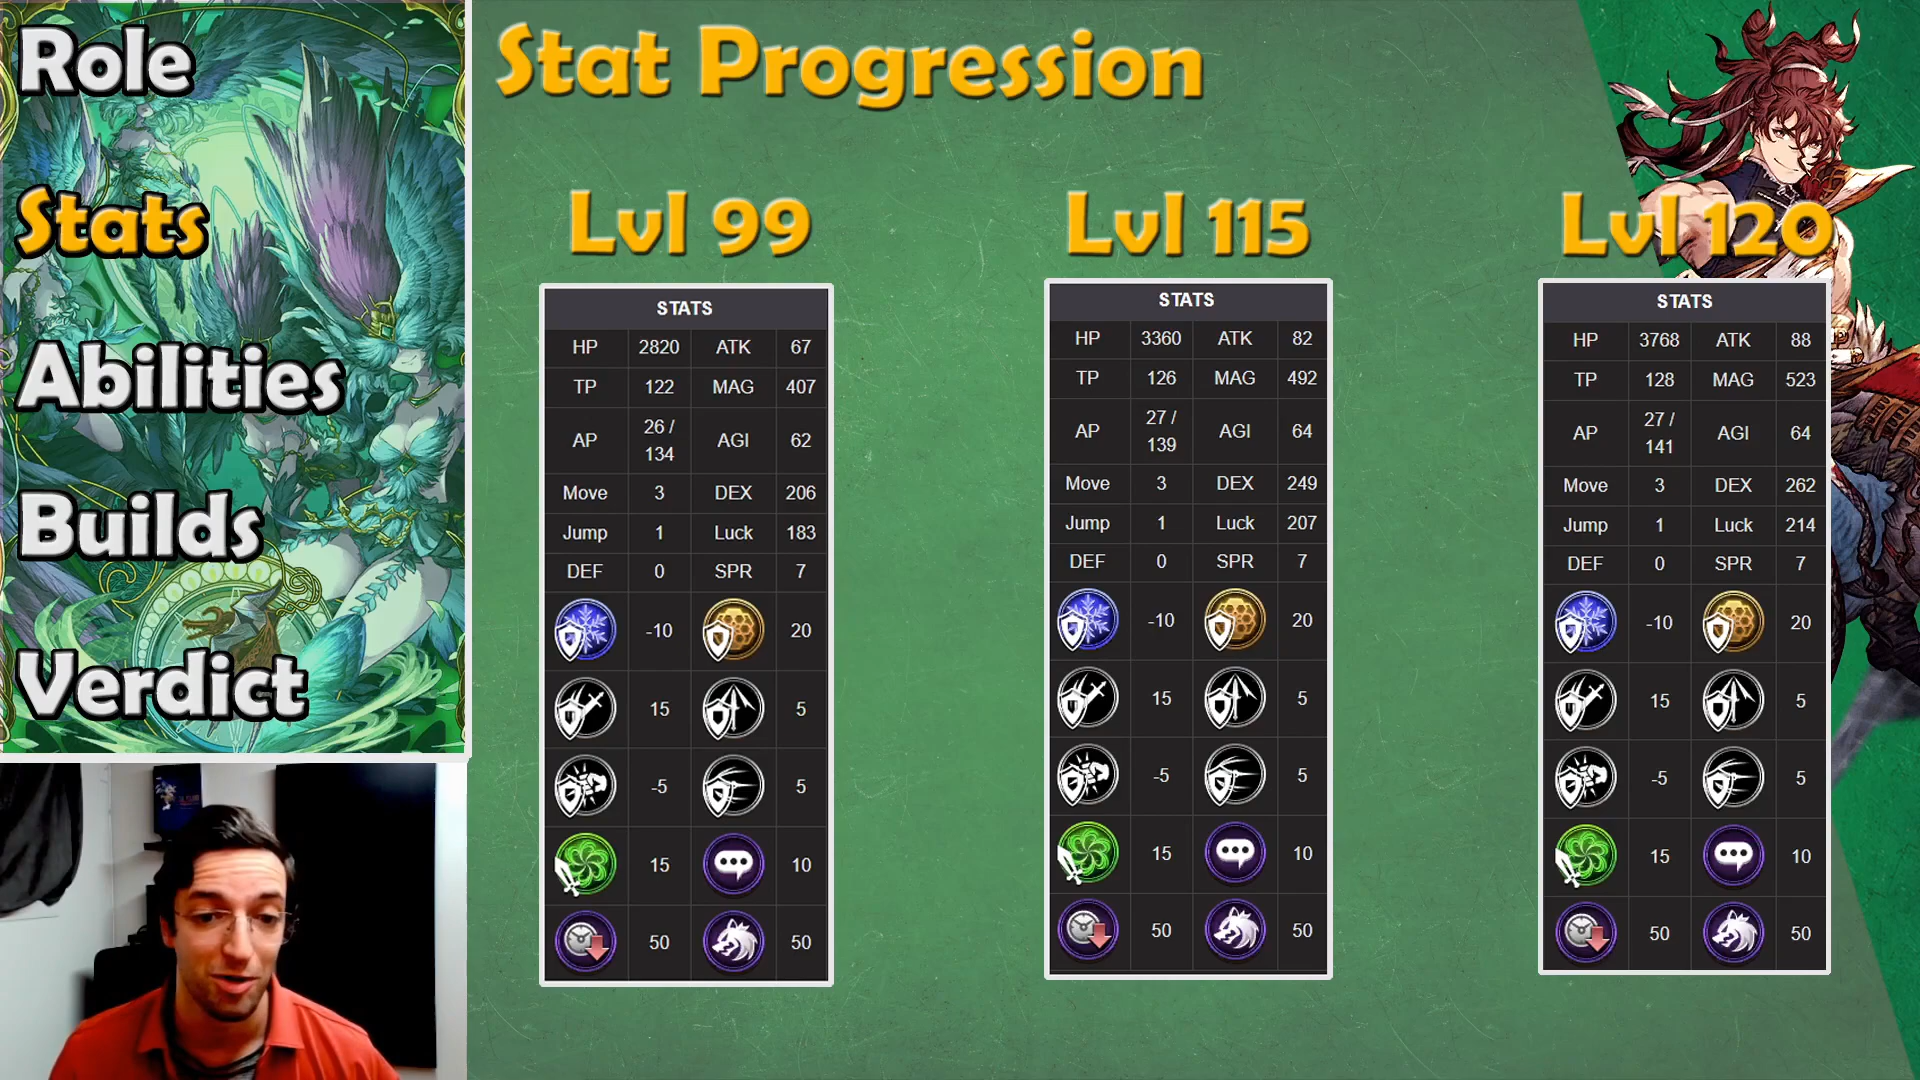 Role
Stats
Abilities
Builds
Verdict
Stat Progression
Lvl 99
STATS
HP 2820 ATK 67
TP 122 MAG 407
AP 26 / 134 AGI 62
Move 3 DEX 206
Jump 1 Luck 183
DEF 0 SPR 7
-10 20
15 5
-5 5
15 10
50 50
Lvl 115
STATS
HP 3360 ATK 82
TP 126 MAG 492
AP 27 / 139 AGI 64
Move 3 DEX 249
Jump 1 Luck 207
DEF 0 SPR 7
-10 20
15 5
-5 5
15 10
50 50
Lvl 120
STATS
HP 3768 ATK 88
TP 128 MAG 523
AP 27 / 141 AGI 64
Move 3 DEX 262
Jump 1 Luck 214
DEF 0 SPR 7
-10 20
15 5
-5 5
15 10
50 50